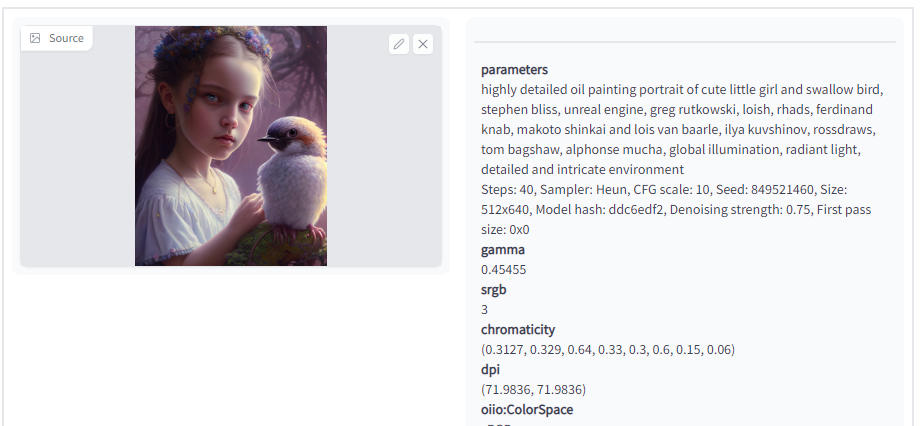 Source
parameters
highly detailed oil painting portrait of cute little girl and swallow bird,
stephen bliss, unreal engine, greg rutkowski, loish, rhads, ferdinand
knab, makoto shinkai and lois van baarle, ilya kuvshinov, rossdraws,
tom bagshaw, alphonse mucha, global illumination, radiant light,
detailed and intricate environment
Steps: 40, Sampler: Heun, CFG scale: 10, Seed: 849521460, Size:
512x640, Model hash: ddc6edf2, Denoising strength: 0.75, First pass
size: 0x0
gamma
0.45455
srgb
3
chromaticity
(0.3127, 0.329, 0.64, 0.33, 0.3, 0.6, 0.15, 0.06)
dpi
(71.9836, 71.9836)
oiio:ColorSpace